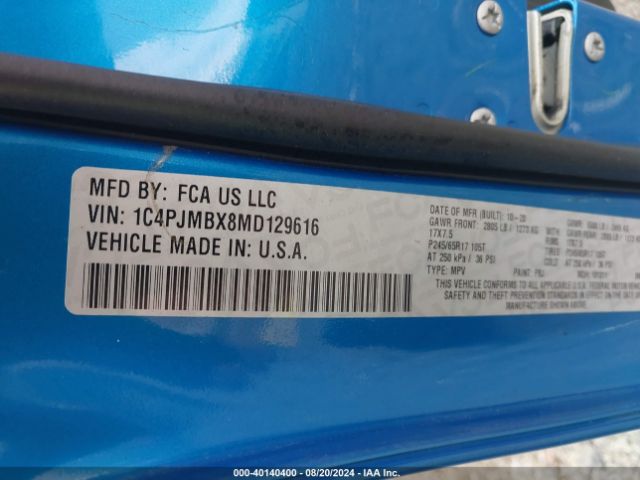 MFD BY: FCA US LLC
VIN: 1C4PJMBX8MD129616
VEHICLE MADE IN: U.S.A.
DATE OF MFR (BUILT): 10-20
GAWR FRONT: 2805 LB / 1273 KG
17X7.5
P245/65R17 105T
AT 250 kPa / 36 PSI
TYPE: MPV PAINT: PBJ
THIS VEHICLE CONFORMS TO ALL APPLICABLE U.S.A. FEDERAL MOTOR VEHICLE
SAFETY AND THEFT PREVENTION STANDARDS IN EFFECT ON THE DATE OF
MANUFACTURE SHOWN ABOVE.
000-40140400 - 08/20/2024 - IAA Inc.